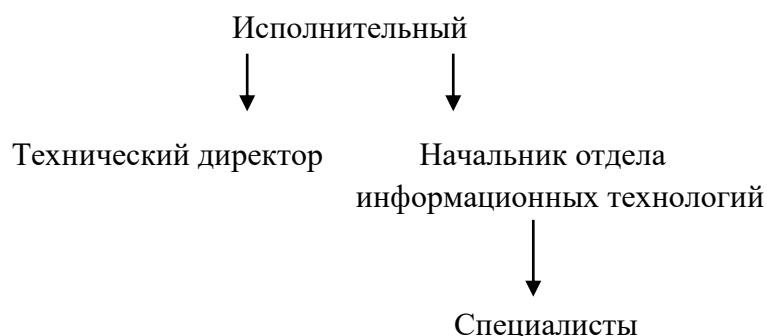 Исполнительный
Технический директор
Начальник отдела
информационных технологий
Специалисты